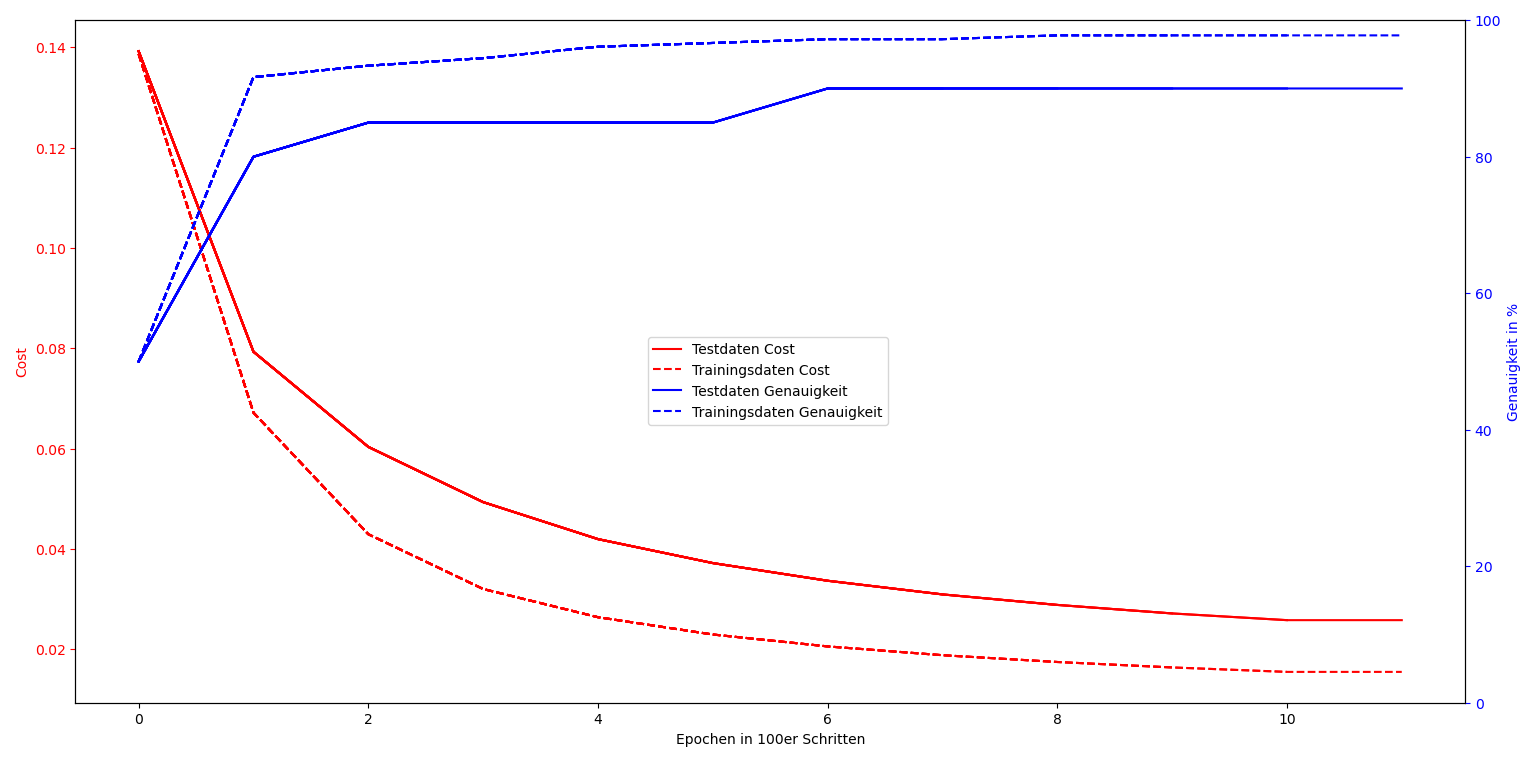 0.14
0.12
0.10
0.08
0.06
0.04
0.02
Cost
100
80
60
40
20
0
Genauigkeit in %
Testdaten Cost
Trainingsdaten Cost
Testdaten Genauigkeit
Trainingsdaten Genauigkeit
0 2 4 6 8 10
Epochen in 100er Schritten